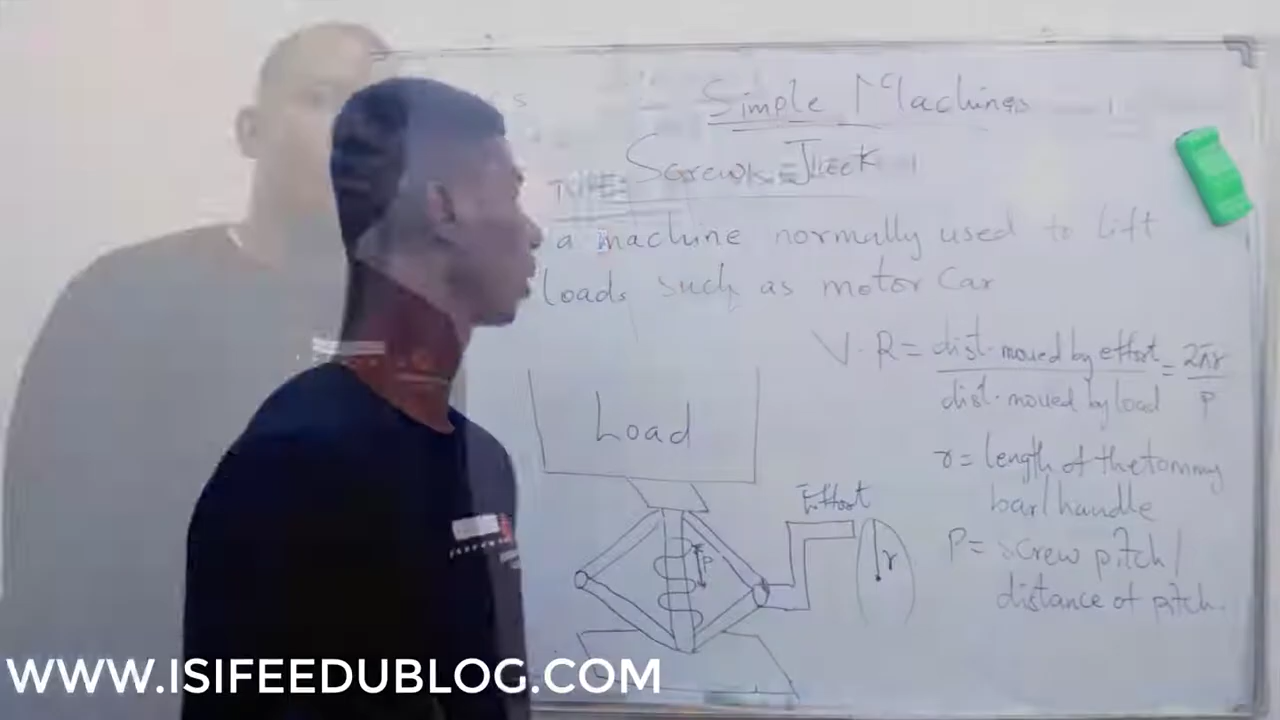 Simple Machines
Screw Jack
TYPE:
a machine normally used to lift
loads such as motor car
V.R = dist. moved by effort = 2πr
dist. moved by load P
Load
r = length of the tommy
bar/handle
Effort
P = screw pitch/
distance of pitch.
P
r
WWW.ISIFEEDUBLOG.COM